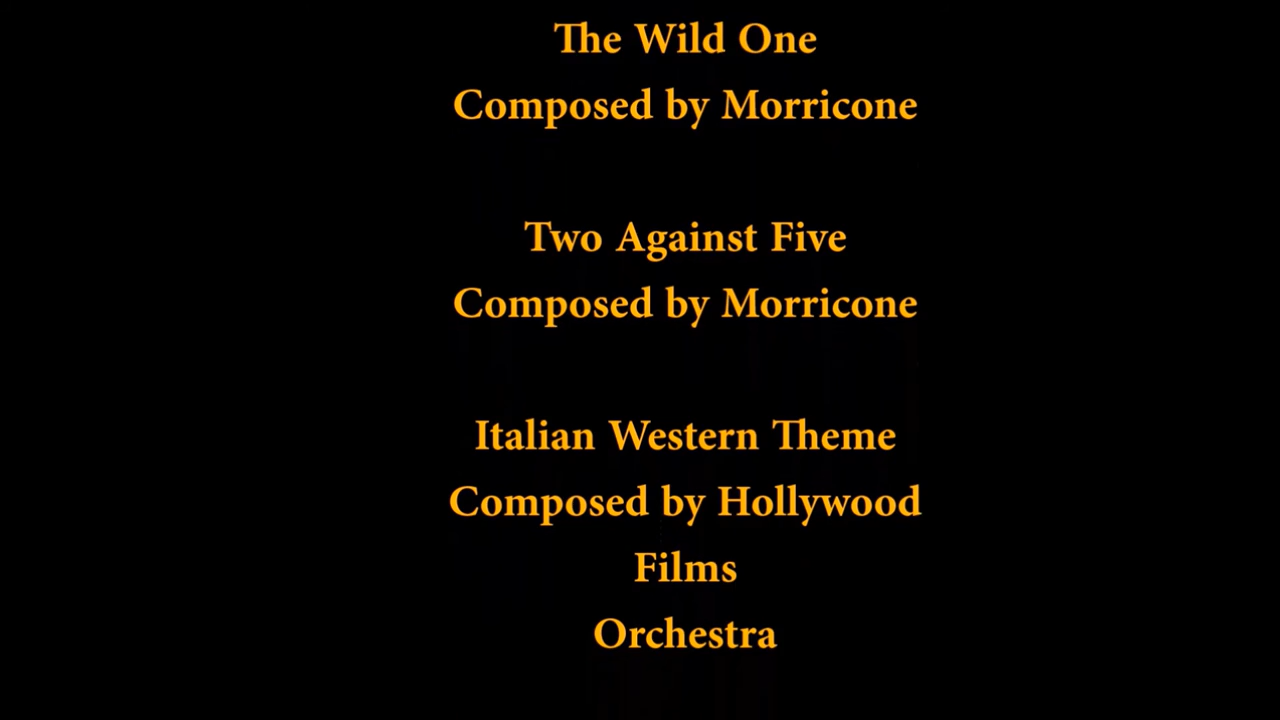 The Wild One
Composed by Morricone
Two Against Five
Composed by Morricone
Italian Western Theme
Composed by Hollywood
Films
Orchestra